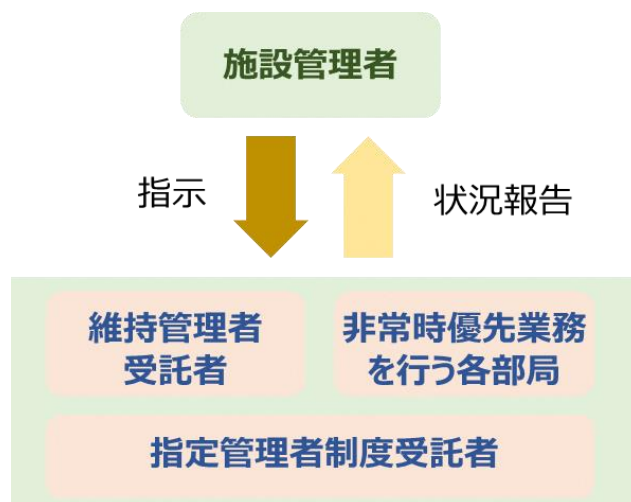 施設管理者
指示
状況報告
維持管理者
受託者
非常時優先業務
を行う各部局
指定管理者制度受託者